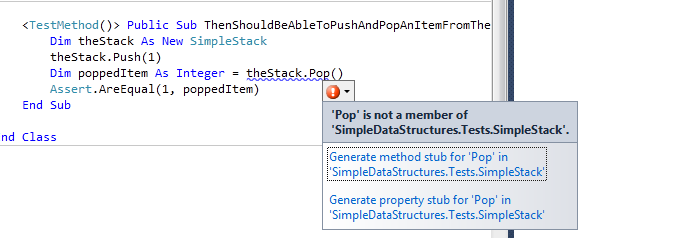 <TestMethod()> Public Sub ThenShouldBeAbleToPushAndPopAnItemFromThe
Dim theStack As New SimpleStack
theStack.Push(1)
Dim poppedItem As Integer = theStack.Pop()
Assert.AreEqual(1, poppedItem)
End Sub
'Pop' is not a member of
'SimpleDataStructures.Tests.SimpleStack'.
nd Class
Generate method stub for 'Pop' in
'SimpleDataStructures.Tests.SimpleStack'
Generate property stub for 'Pop' in
'SimpleDataStructures.Tests.SimpleStack'